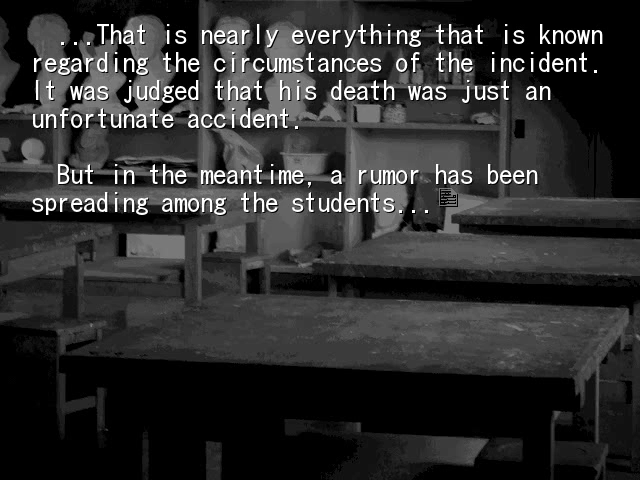 ...That is nearly everything that is known
regarding the circumstances of the incident.
It was judged that his death was just an
unfortunate accident.
But in the meantime, a rumor has been
spreading among the students...